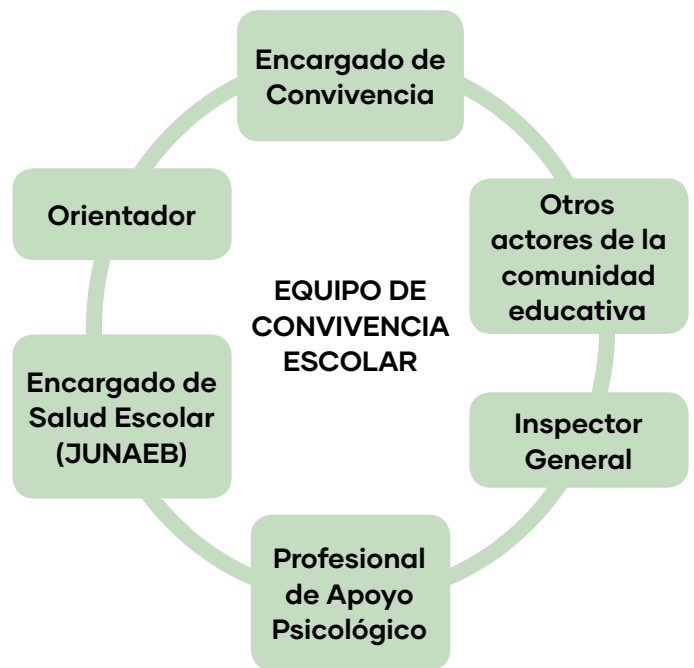 Encargado de
Convivencia
Orientador
Otros
actores de la
comunidad
educativa
EQUIPO DE
CONVIVENCIA
ESCOLAR
Encargado de
Salud Escolar
(JUNAEB)
Inspector
General
Profesional
de Apoyo
Psicológico